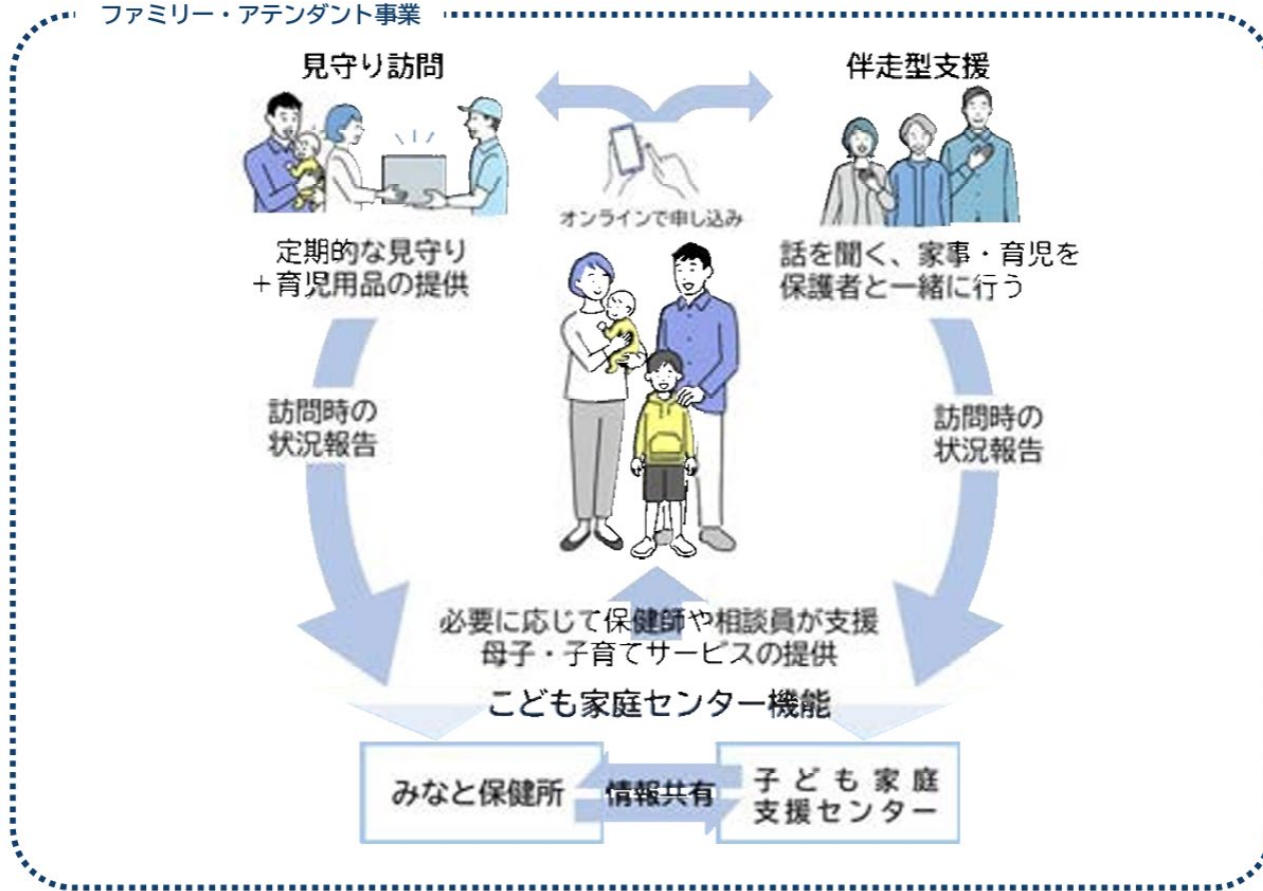 ファミリー・アテンダント事業
見守り訪問
伴走型支援
オンラインで申し込み
定期的な見守り
＋育児用品の提供
話を聞く、家事・育児を
保護者と一緒に行う
訪問時の
状況報告
訪問時の
状況報告
必要に応じて保健師や相談員が支援
母子・子育てサービスの提供
こども家庭センター機能
みなと保健所
情報共有
子ども家庭
支援センター